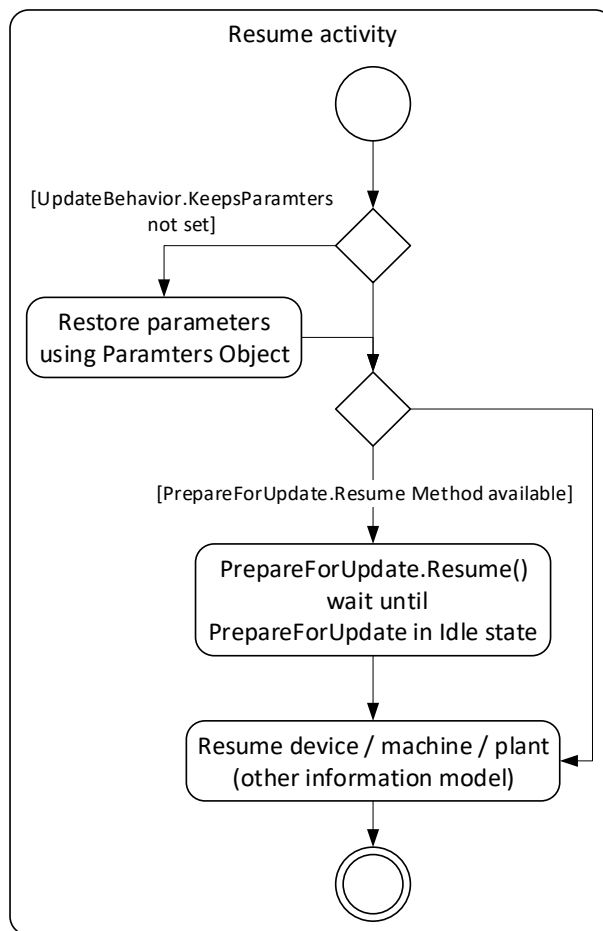 Resume activity
[UpdateBehavior.KeepsParamters
not set]
Restore parameters
using Paramters Object
[PrepareForUpdate.Resume Method available]
PrepareForUpdate.Resume()
wait until
PrepareForUpdate in Idle state
Resume device / machine / plant
(other information model)